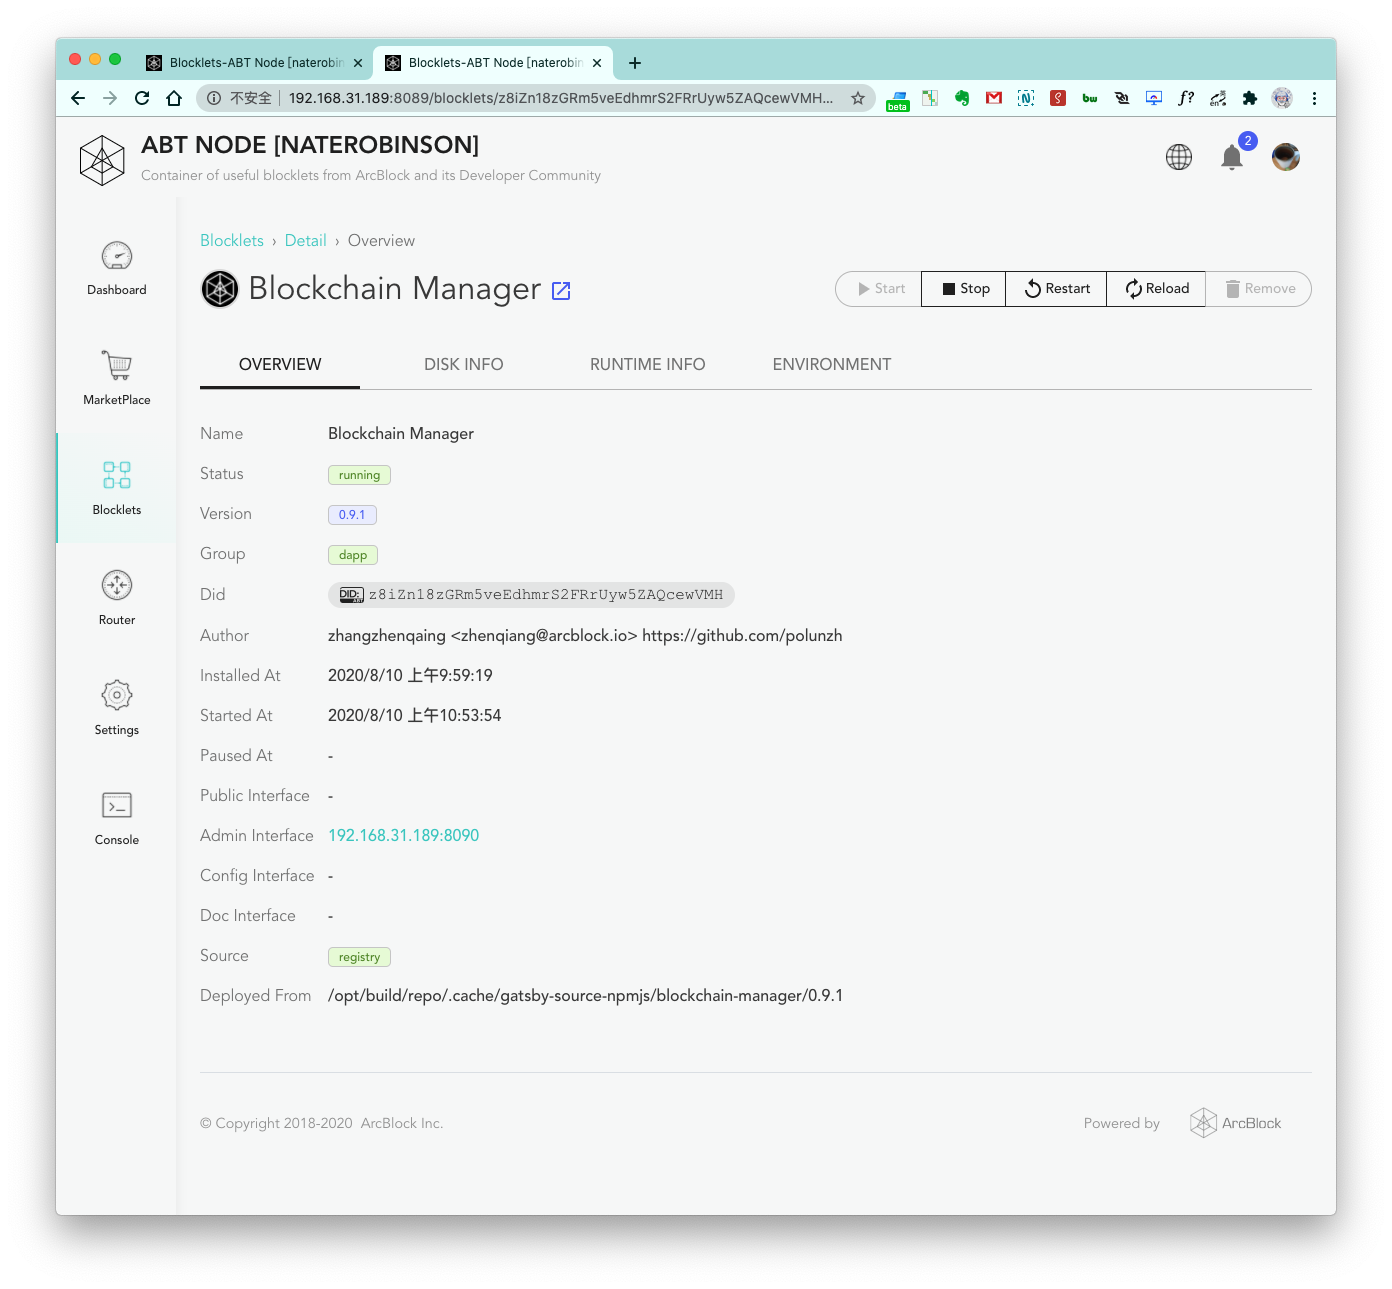 Blocklets-ABT Node [naterobin
Blocklets-ABT Node [naterobin
不安全 192.168.31.189:8089/blocklets/z8iZn18zGRm5veEdhmrS2FRrUyw5ZAQcewVMH...
beta
bw
f?
en
ABT NODE [NATEROBINSON]
Container of useful blocklets from ArcBlock and its Developer Community
2
Dashboard
MarketPlace
Blocklets
Router
Settings
Console
Blocklets › Detail › Overview
Blockchain Manager
Start Stop Restart Reload Remove
OVERVIEW DISK INFO RUNTIME INFO ENVIRONMENT
Name Blockchain Manager
Status running
Version 0.9.1
Group dapp
Did DID: ABT z8iZn18zGRm5veEdhmrS2FRrUyw5ZAQcewVMH
Author zhangzhenqaing <zhenqiang@arcblock.io> https://github.com/polunzh
Installed At 2020/8/10 上午9:59:19
Started At 2020/8/10 上午10:53:54
Paused At -
Public Interface -
Admin Interface 192.168.31.189:8090
Config Interface -
Doc Interface -
Source registry
Deployed From /opt/build/repo/.cache/gatsby-source-npmjs/blockchain-manager/0.9.1
© Copyright 2018-2020 ArcBlock Inc.
Powered by ArcBlock